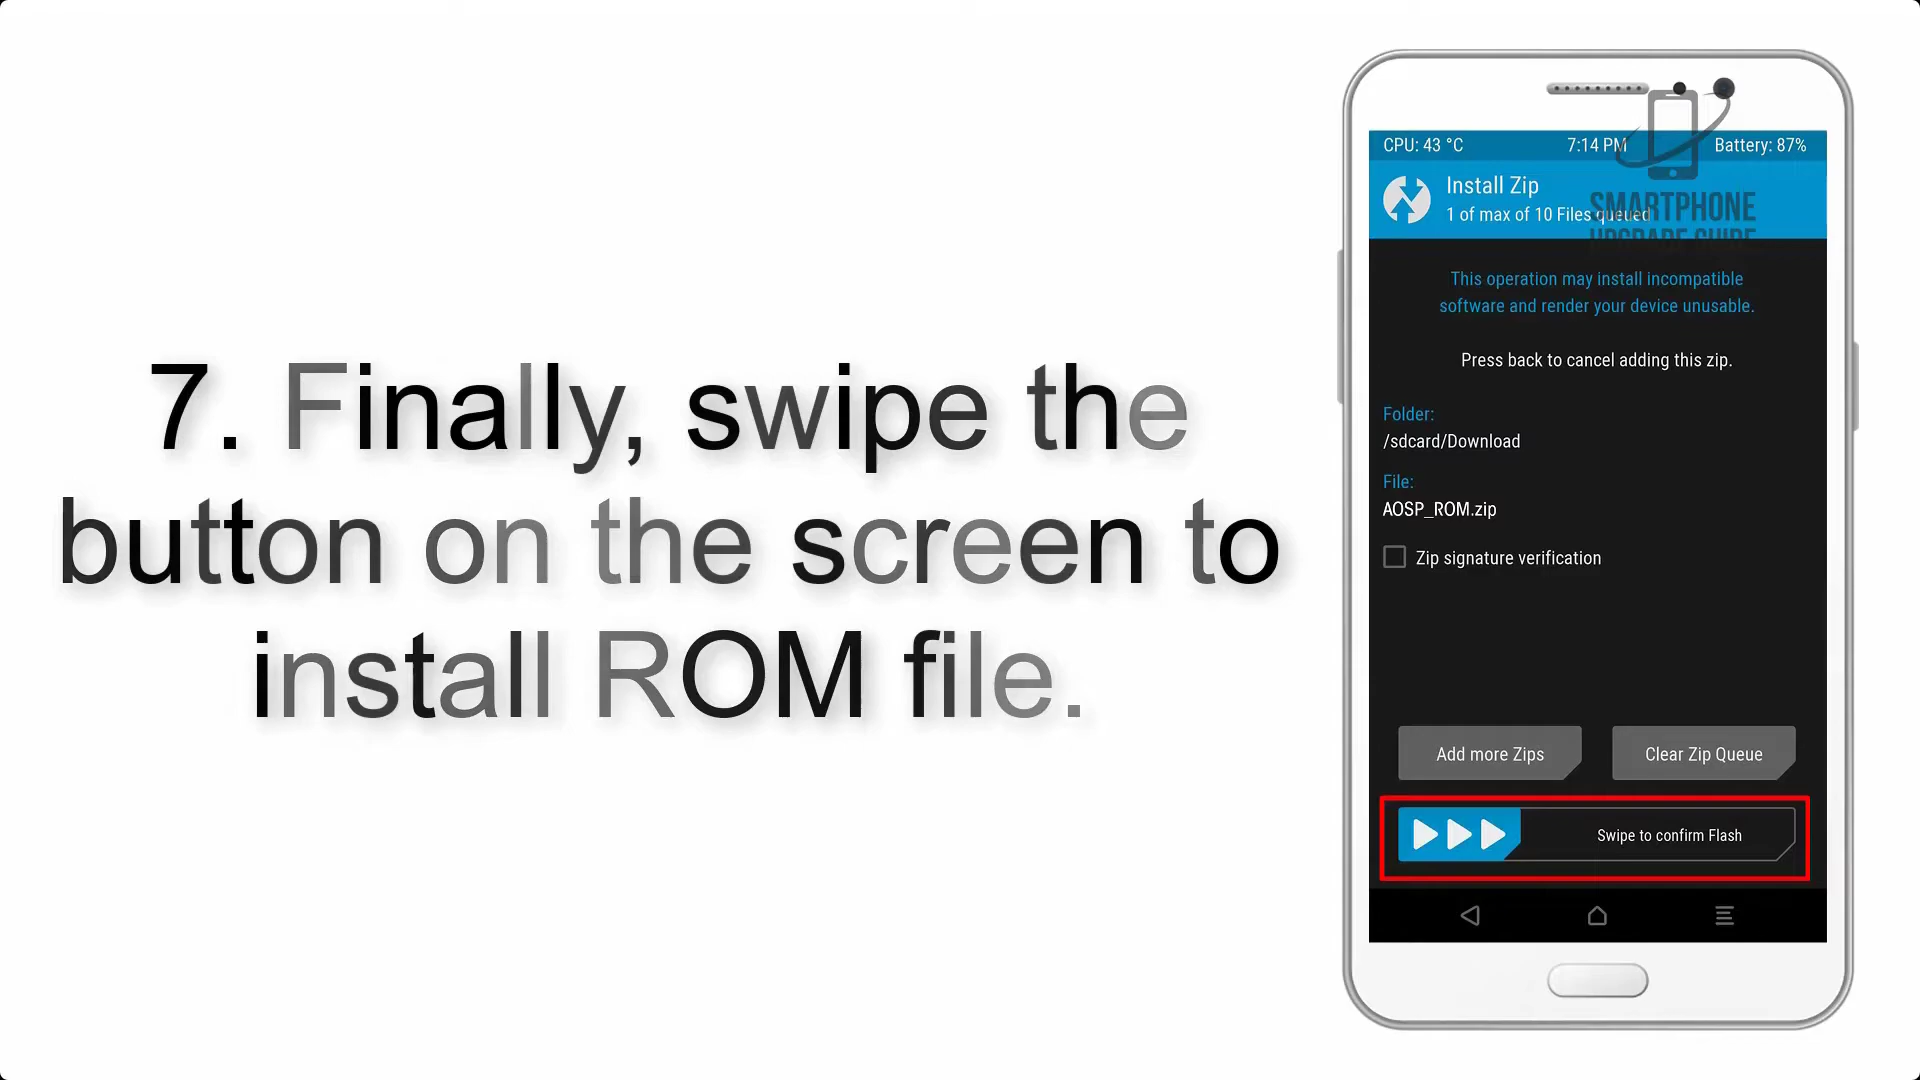 7. Finally, swipe the
button on the screen to
install ROM file.
CPU: 43 °C 7:14 PM Battery: 87%
Install Zip
1 of max of 10 Files queued
SMARTPHONE
UPGRADE GUIDE
This operation may install incompatible
software and render your device unusable.
Press back to cancel adding this zip.
Folder:
/sdcard/Download
File:
AOSP_ROM.zip
Zip signature verification
Add more Zips Clear Zip Queue
Swipe to confirm Flash